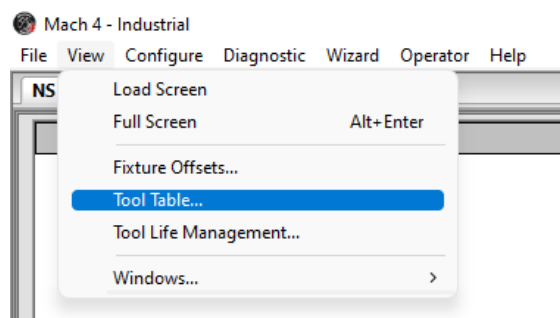 Mach 4 - Industrial
File View Configure Diagnostic Wizard Operator Help
NS
Load Screen
Full Screen Alt+Enter
Fixture Offsets...
Tool Table...
Tool Life Management...
Windows...